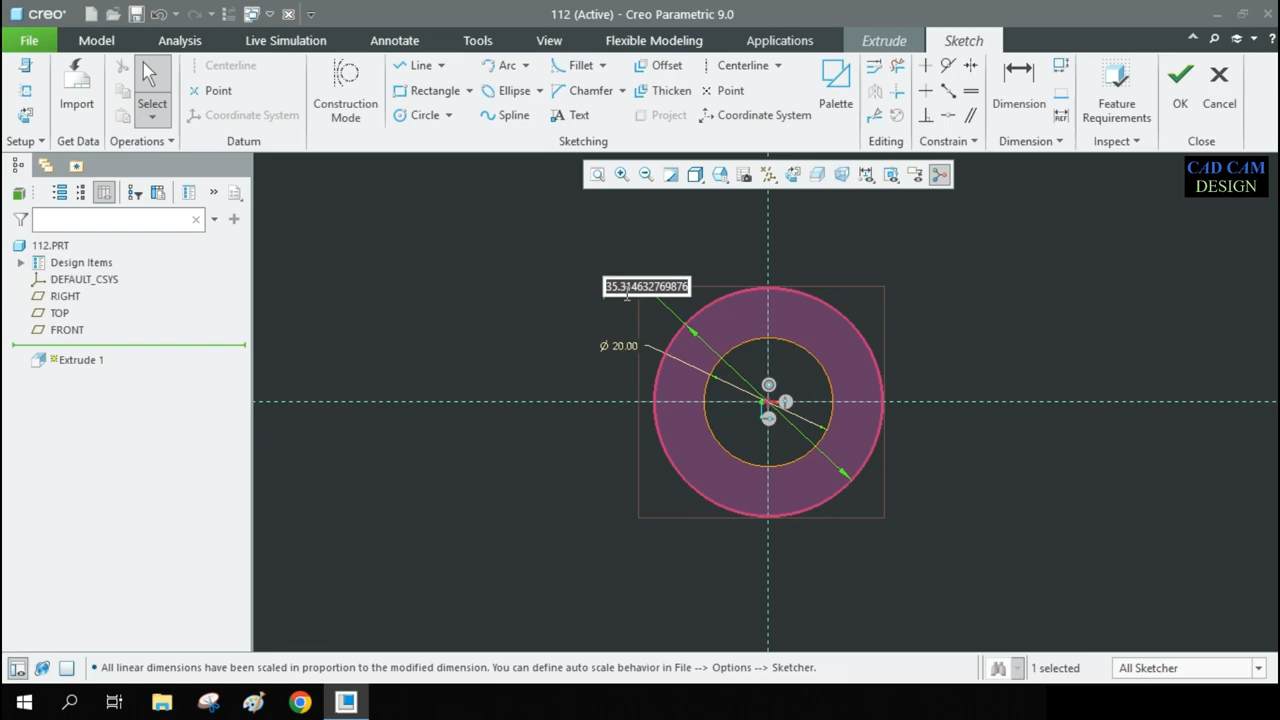 creo
112 (Active) - Creo Parametric 9.0
File
Model
Analysis
Live Simulation
Annotate
Tools
View
Flexible Modeling
Applications
Extrude
Sketch
Import
Select
Centerline
Point
Coordinate System
Construction
Mode
Line
Rectangle
Circle
Arc
Ellipse
Spline
Fillet
Chamfer
Text
Offset
Thicken
Project
Centerline
Point
Coordinate System
Palette
Dimension
REF
Feature
Requirements
OK
Cancel
Setup
Get Data
Operations
Datum
Sketching
Editing
Constrain
Dimension
Inspect
Close
CAD CAM
DESIGN
112.PRT
Design Items
DEFAULT_CSYS
RIGHT
TOP
FRONT
Extrude 1
35.314632769876
Ø 20.00
All linear dimensions have been scaled in proportion to the modified dimension. You can define auto scale behavior in File --> Options --> Sketcher.
1 selected
All Sketcher